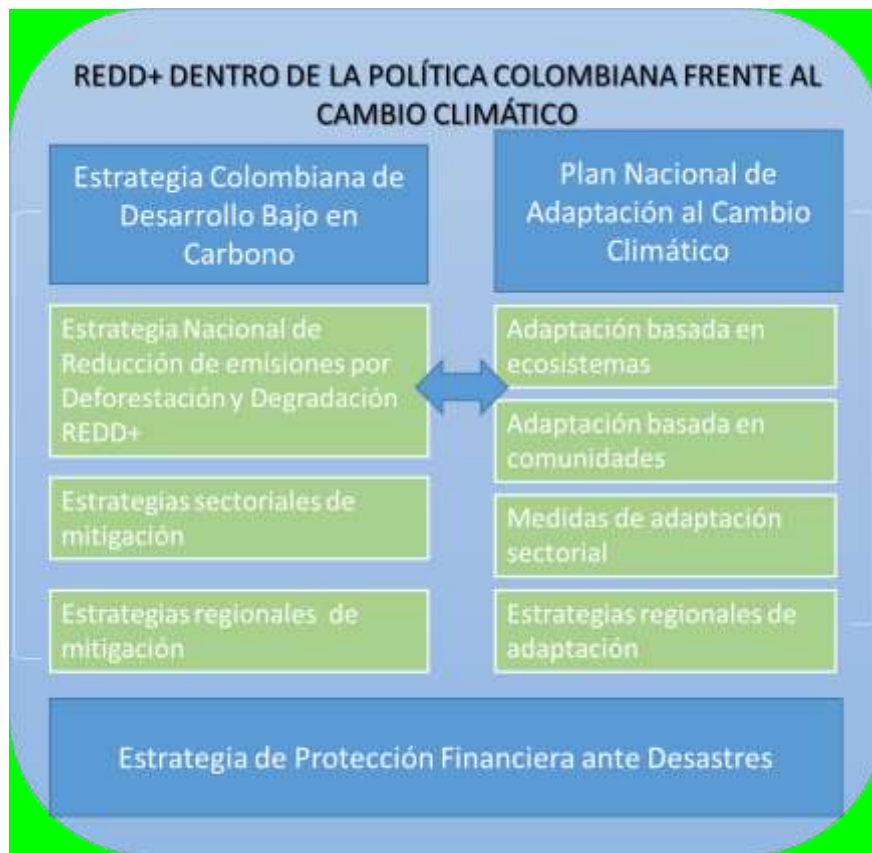 REDD+ DENTRO DE LA POLÍTICA COLOMBIANA FRENTE AL
CAMBIO CLIMÁTICO
Estrategia Colombiana de
Desarrollo Bajo en
Carbono
Estrategia Nacional de
Reducción de emisiones por
Deforestación y Degradación
REDD+
Estrategias sectoriales de
mitigación
Estrategias regionales de
mitigación
Plan Nacional de
Adaptación al Cambio
Climático
Adaptación basada en
ecosistemas
Adaptación basada en
comunidades
Medidas de adaptación
sectorial
Estrategias regionales de
adaptación
Estrategia de Protección Financiera ante Desastres